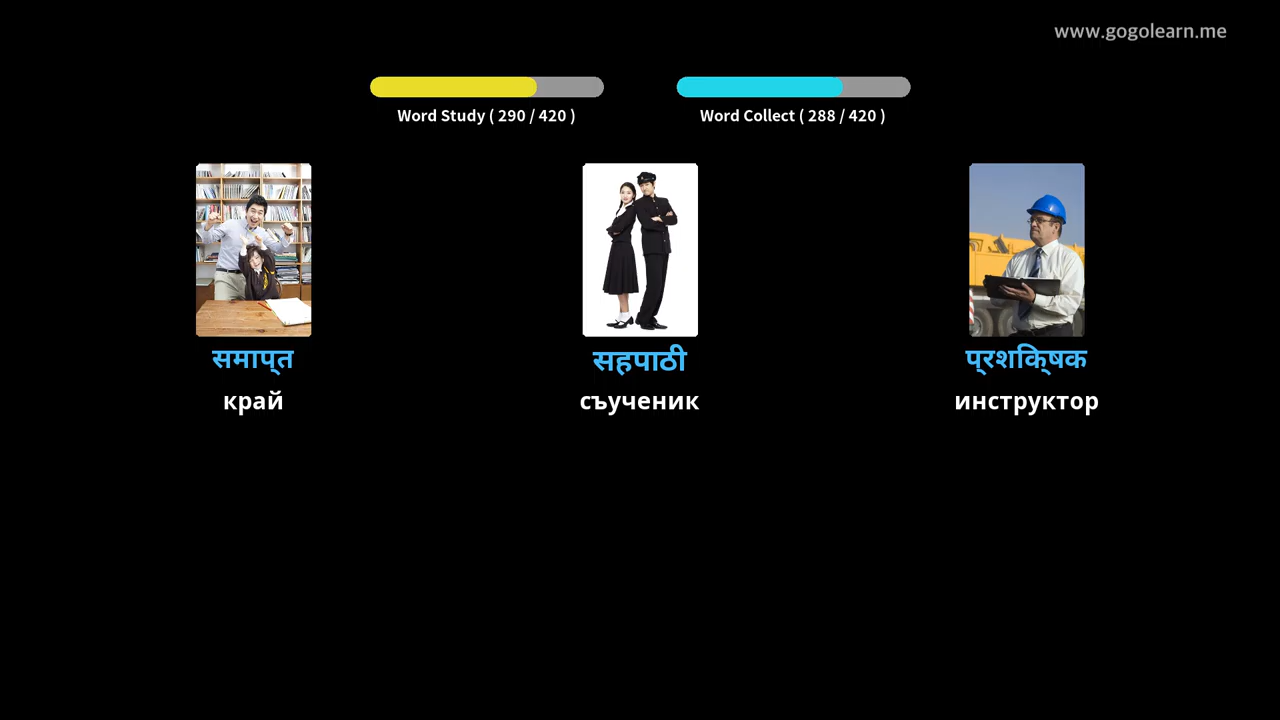 www.gogolearn.me
Word Study ( 290 / 420 )
Word Collect ( 288 / 420 )
समाप्त
सहपाठी
प्रशिक्षक
край
съученик
инструктор